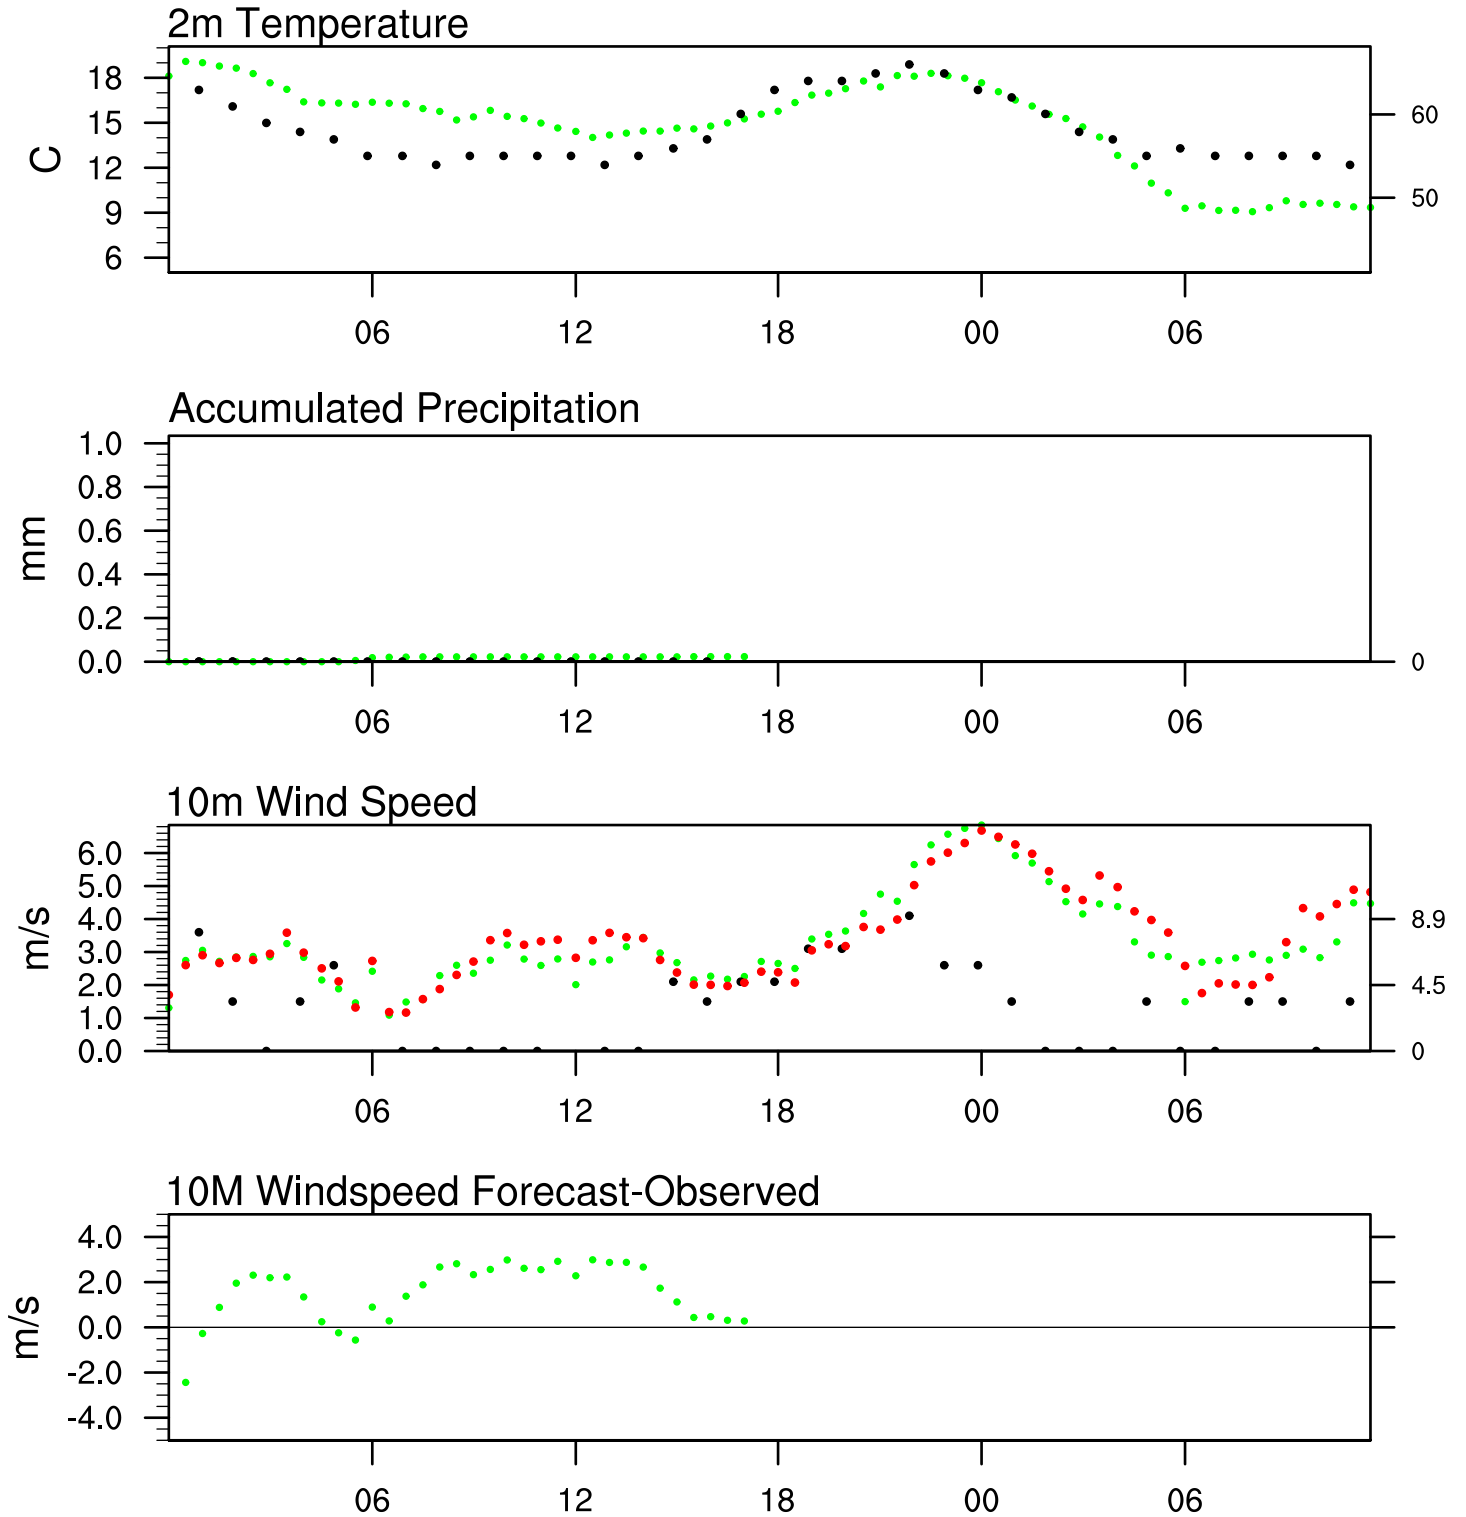 2m Temperature
C
18
15
12
9
6
60
50
06 12 18 00 06
Accumulated Precipitation
mm
1.0
0.8
0.6
0.4
0.2
0.0
0
06 12 18 00 06
10m Wind Speed
m/s
6.0
5.0
4.0
3.0
2.0
1.0
0.0
8.9
4.5
0
06 12 18 00 06
10M Windspeed Forecast-Observed
m/s
4.0
2.0
0.0
-2.0
-4.0
06 12 18 00 06